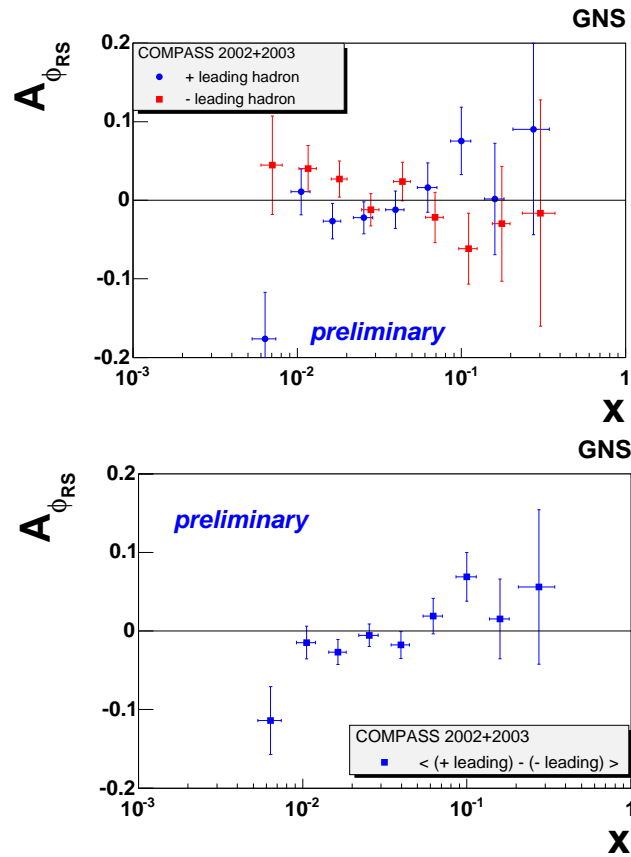 GNS
0.2
COMPASS 2002+2003
+ leading hadron
- leading hadron
A ϕRS
0.1
0
-0.1
preliminary
-0.2
10-3 10-2 10-1 1
x
GNS
0.2
A ϕRS
preliminary
0.1
0
-0.1
COMPASS 2002+2003
< (+ leading) - (- leading) >
-0.2
10-3 10-2 10-1 1
x